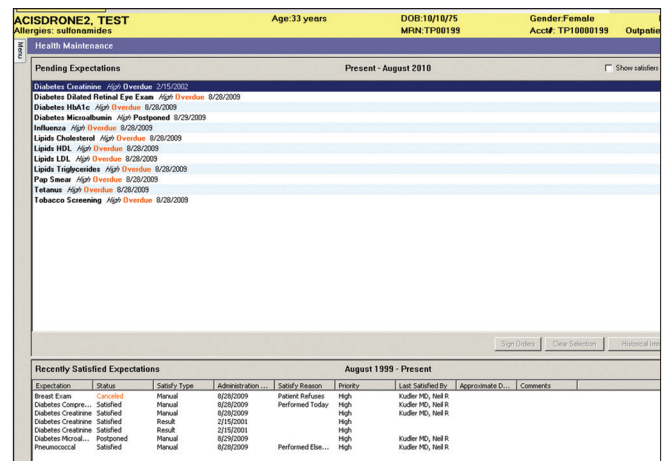 ACISDRONE2, TEST Age:33 years DOB:10/10/75 Gender:Female
Allergies: sulfonamides MRN:TP00199 Acct#: TP10000199 Outpatie
Menu
Health Maintenance
Pending Expectations Present - August 2010 Show satisfiers
Diabetes Creatinine High Overdue 2/15/2002
Diabetes Dilated Retinal Eye Exam High Overdue 8/28/2009
Diabetes HbA1c High Overdue 8/28/2009
Diabetes Microalbumin High Postponed 8/29/2009
Influenza High Overdue 8/28/2009
Lipids Cholesterol High Overdue 8/28/2009
Lipids HDL High Overdue 8/28/2009
Lipids LDL High Overdue 8/28/2009
Lipids Triglycerides High Overdue 8/28/2009
Pap Smear High Overdue 8/28/2009
Tetanus High Overdue 8/28/2009
Tobacco Screening High Overdue 8/28/2009
Sign Orders Clear Selection Historical Imm
Recently Satisfied Expectations August 1999 - Present
Expectation Status Satisfy Type Administration ... Satisfy Reason Priority Last Satisfied By Approximate D... Comments
Breast Exam Canceled Manual 8/28/2009 Patient Refuses High Kudler MD, Neil R
Diabetes Compre... Satisfied Manual 8/28/2009 Performed Today High Kudler MD, Neil R
Diabetes Creatinine Satisfied Manual 8/28/2009 High Kudler MD, Neil R
Diabetes Creatinine Satisfied Result 2/15/2001 High
Diabetes Creatinine Satisfied Result 2/15/2001 High
Diabetes Microal... Postponed Manual 8/29/2009 High Kudler MD, Neil R
Pneumococcal Satisfied Manual 8/28/2009 Performed Else... High Kudler MD, Neil R